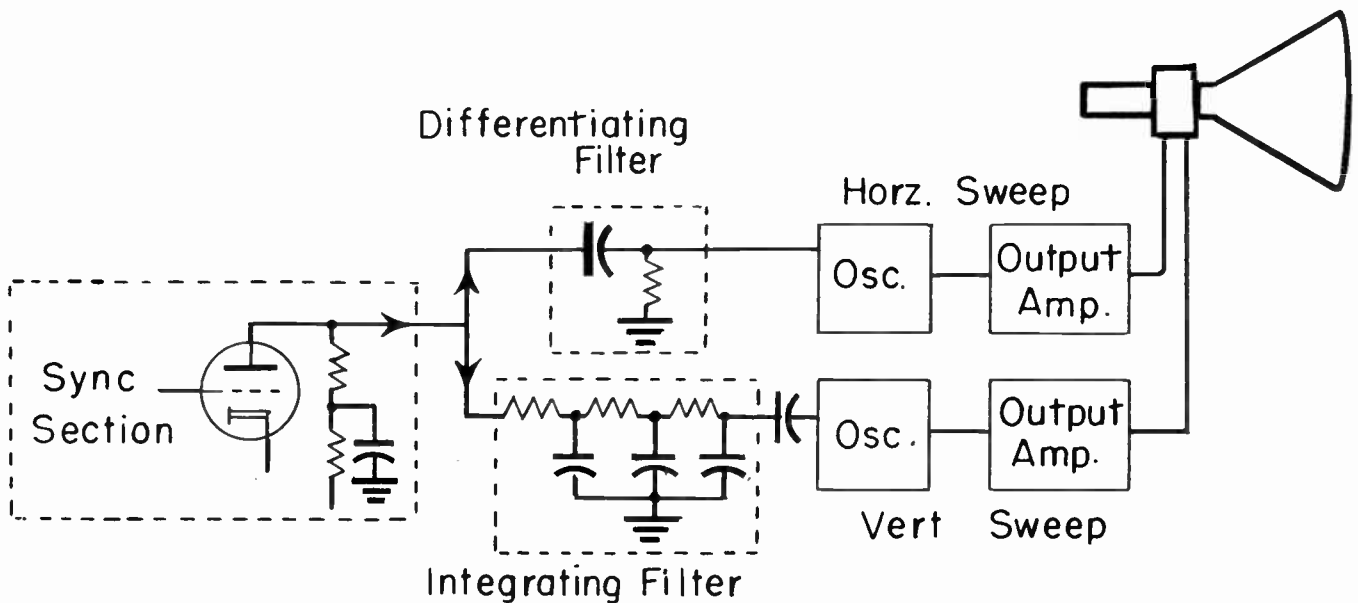 Differentiating
Filter
Horz. Sweep
Osc.
Output
Amp.
Sync
Section
Osc.
Output
Amp.
Vert Sweep
Integrating Filter